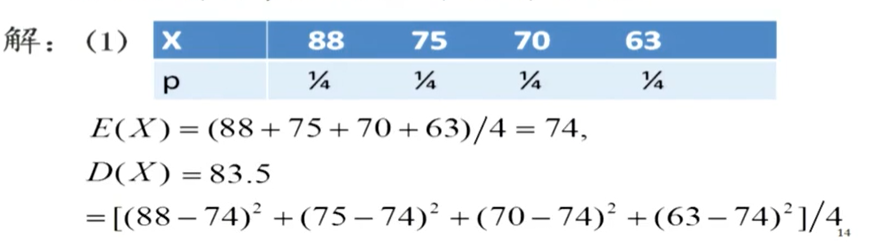 解：（1） X 88 75 70 63
p ¼ ¼ ¼ ¼
E(X) = (88 + 75 + 70 + 63)/4 = 74,
D(X) = 83.5
= [(88 − 74)² + (75 − 74)² + (70 − 74)² + (63 − 74)²]/4
14